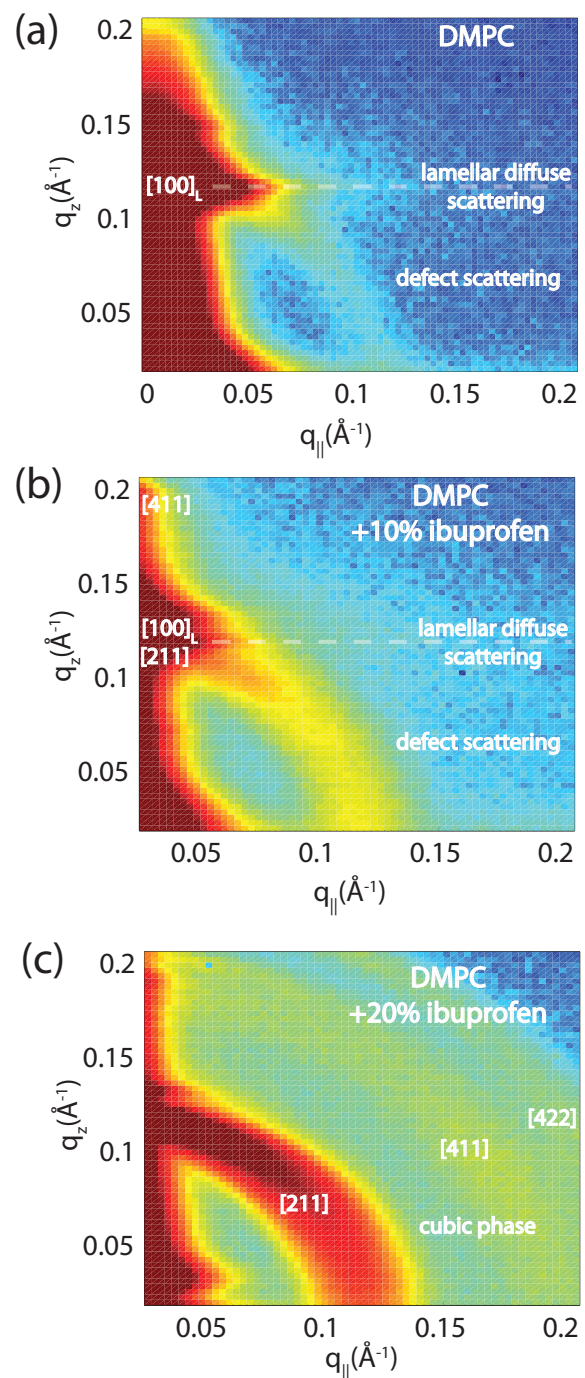 (a)
DMPC
0.2
0.15
0.1
0.05
q_z(Å⁻¹)
[100]_L
lamellar diffuse
scattering
defect scattering
0
0.05
0.1
0.15
0.2
q_||(Å⁻¹)
(b)
DMPC
+10% ibuprofen
0.2
0.15
0.1
0.05
q_z(Å⁻¹)
[411]
[100]_L
[211]
lamellar diffuse
scattering
defect scattering
0.05
0.1
0.15
0.2
q_||(Å⁻¹)
(c)
DMPC
+20% ibuprofen
0.2
0.15
0.1
0.05
q_z(Å⁻¹)
[422]
[411]
[211]
cubic phase
0.05
0.1
0.15
0.2
q_||(Å⁻¹)